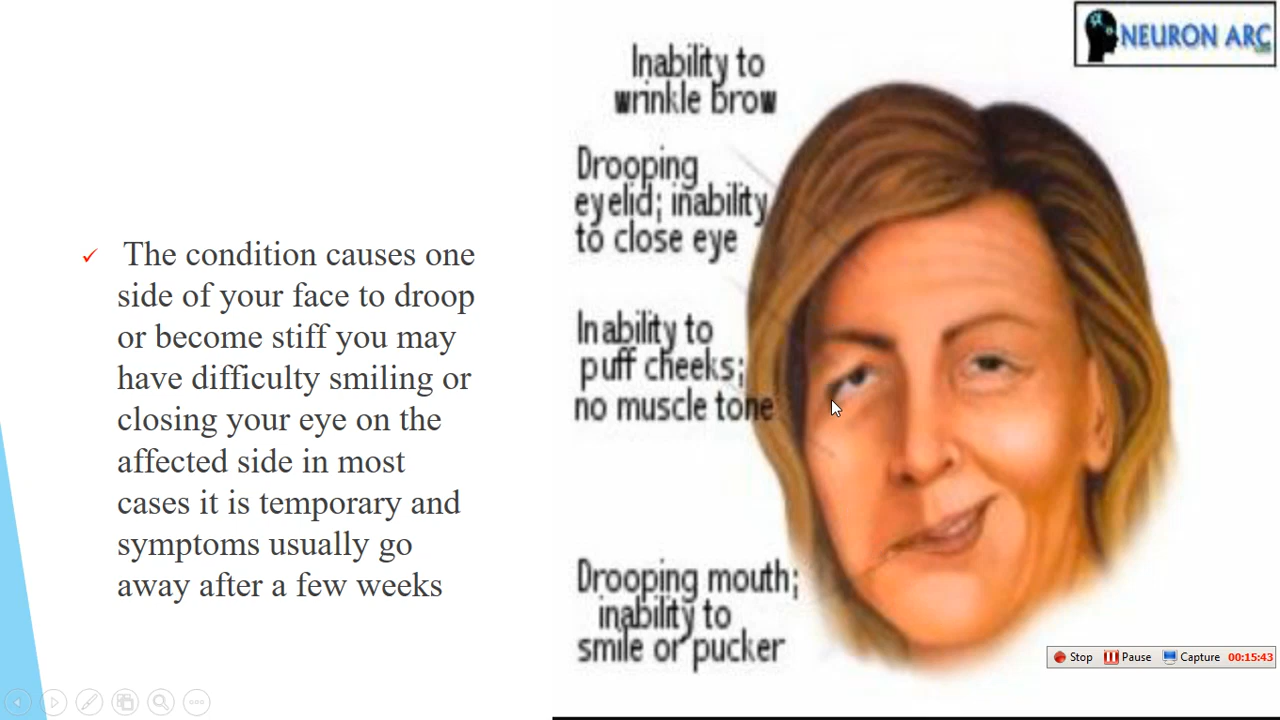 The condition causes one
side of your face to droop
or become stiff you may
have difficulty smiling or
closing your eye on the
affected side in most
cases it is temporary and
symptoms usually go
away after a few weeks
NEURON ARC
Inability to
wrinkle brow
Drooping
eyelid; inability
to close eye
Inability to
puff cheeks;
no muscle tone
Drooping mouth;
inability to
smile or pucker
Stop Pause Capture 00:15:43